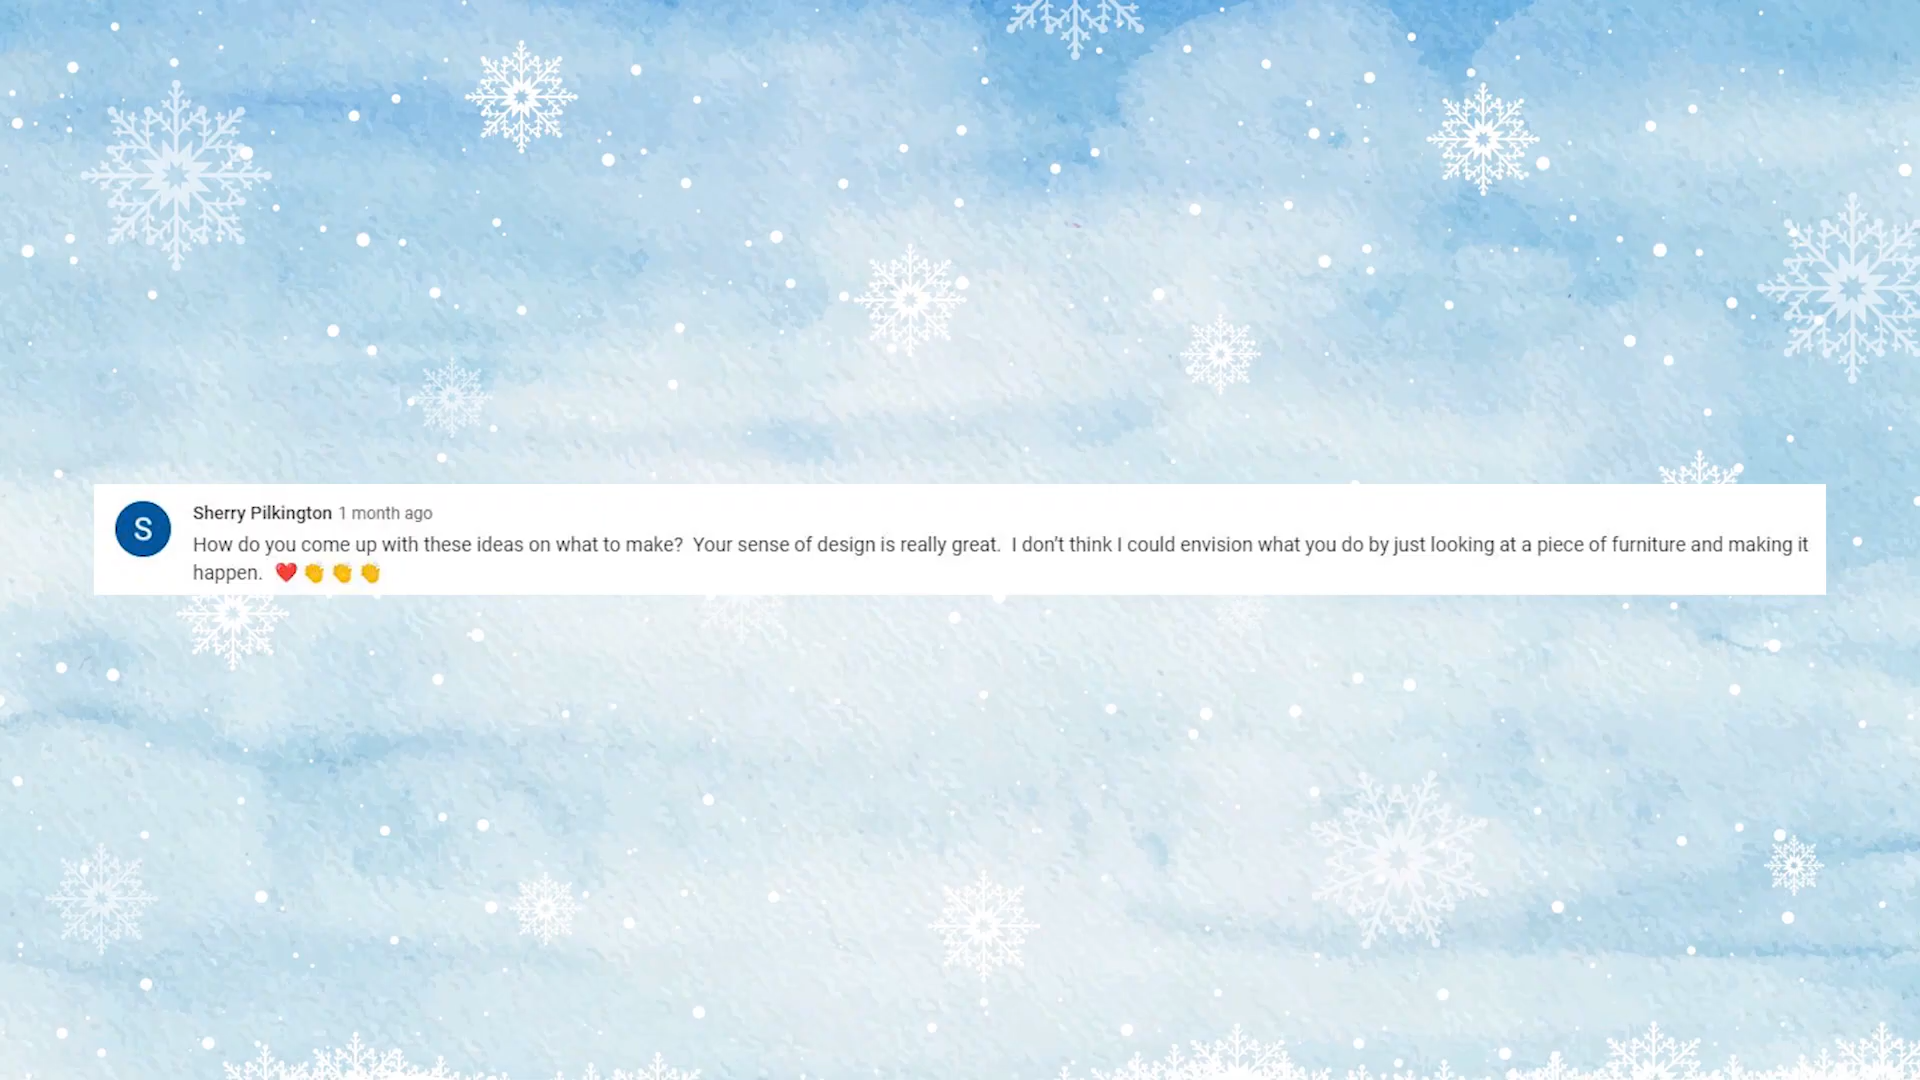 S
Sherry Pilkington 1 month ago
How do you come up with these ideas on what to make?  Your sense of design is really great.  I don't think I could envision what you do by just looking at a piece of furniture and making it
happen.  ❤️👏👏👏